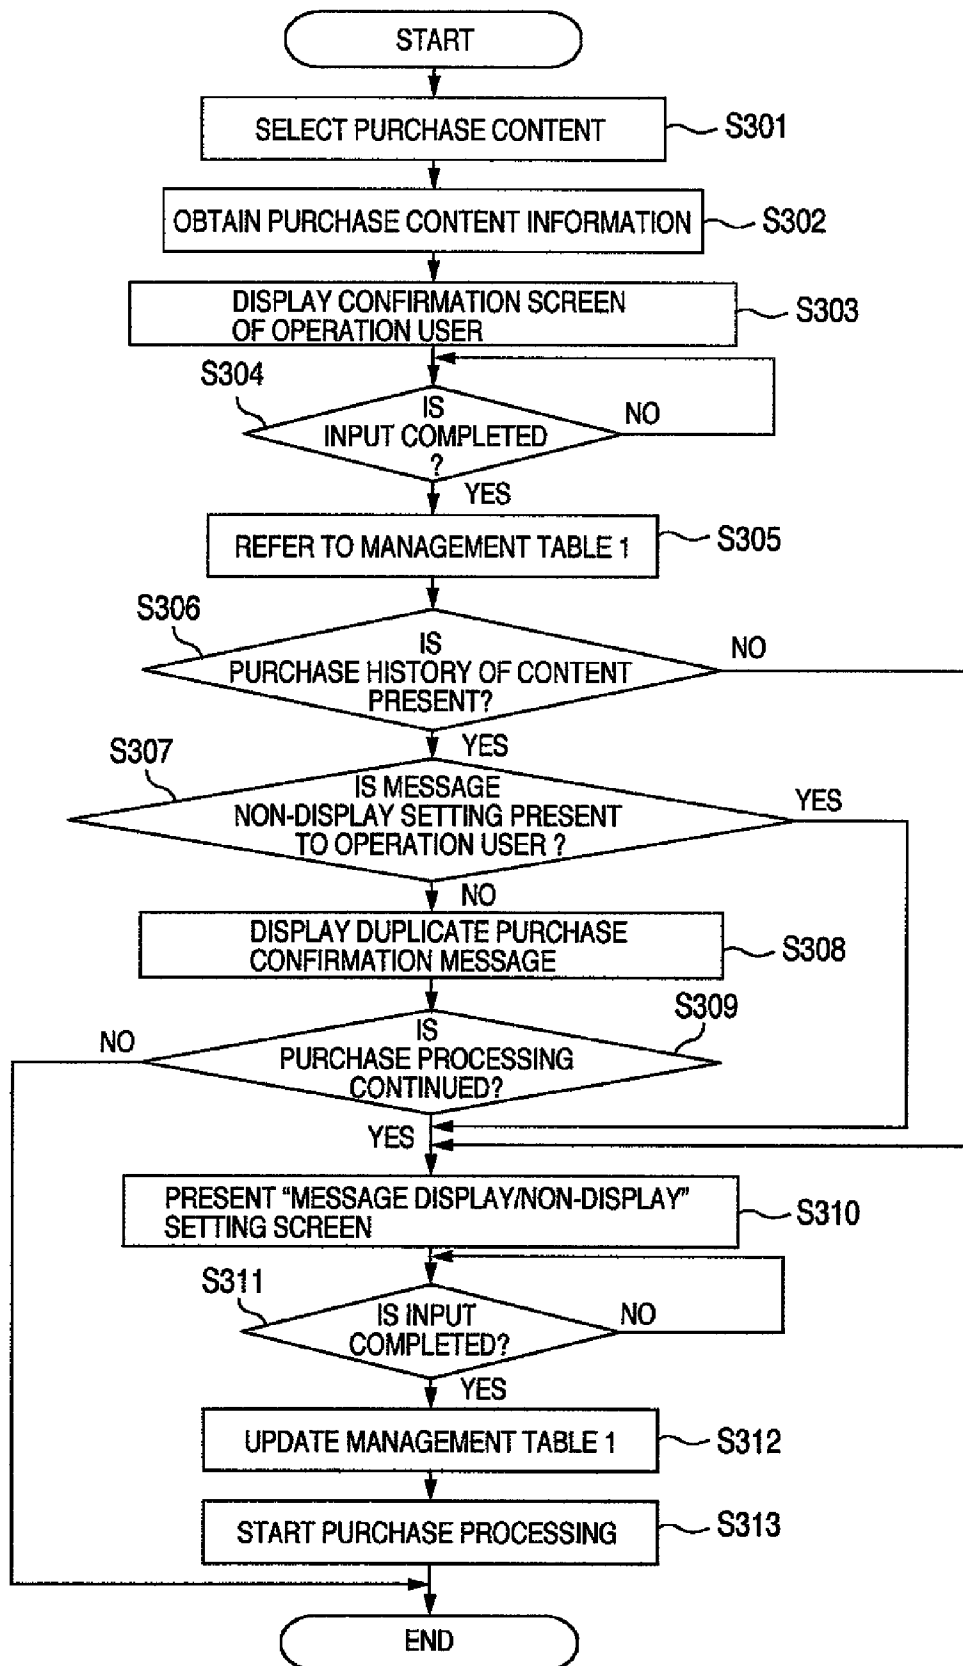 START
SELECT PURCHASE CONTENT
S301
OBTAIN PURCHASE CONTENT INFORMATION
S302
DISPLAY CONFIRMATION SCREEN
OF OPERATION USER
S303
S304
IS
INPUT COMPLETED
?
NO
YES
REFER TO MANAGEMENT TABLE 1
S305
S306
IS
PURCHASE HISTORY OF CONTENT
PRESENT?
NO
YES
S307
IS MESSAGE
NON-DISPLAY SETTING PRESENT
TO OPERATION USER ?
YES
NO
DISPLAY DUPLICATE PURCHASE
CONFIRMATION MESSAGE
S308
S309
IS
PURCHASE PROCESSING
CONTINUED?
NO
YES
PRESENT “MESSAGE DISPLAY/NON-DISPLAY”
SETTING SCREEN
S310
S311
IS INPUT
COMPLETED?
NO
YES
UPDATE MANAGEMENT TABLE 1
S312
START PURCHASE PROCESSING
S313
END